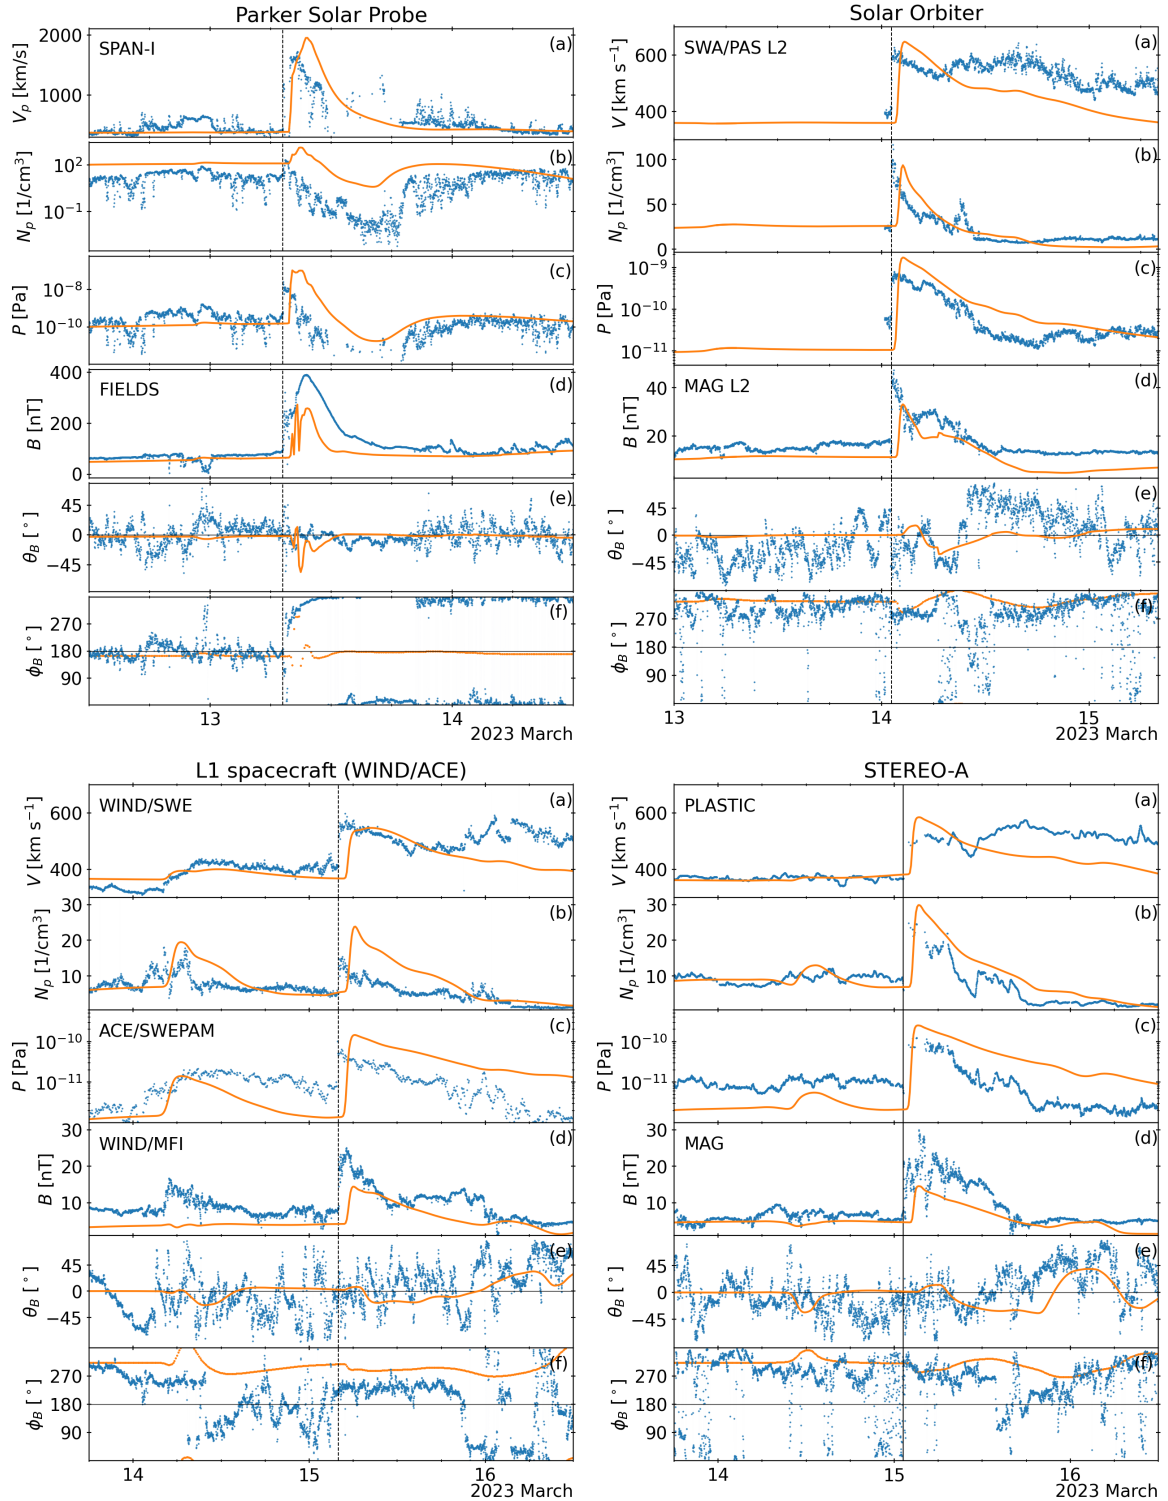 Parker Solar Probe
SPAN-I
(a)
2000
1000
V_p [km/s]
(b)
10^2
10^−1
N_p [1/cm^3]
(c)
10^−8
10^−10
P [Pa]
FIELDS
(d)
400
200
0
B [nT]
(e)
45
0
−45
θ_B [°]
(f)
270
180
90
ϕ_B [°]
13
14
2023 March
Solar Orbiter
SWA/PAS L2
(a)
600
400
V [km s^−1]
(b)
100
50
0
N_p [1/cm^3]
(c)
10^−9
10^−10
10^−11
P [Pa]
MAG L2
(d)
40
20
B [nT]
(e)
45
0
−45
θ_B [°]
(f)
270
180
90
ϕ_B [°]
13
14
15
2023 March
L1 spacecraft (WIND/ACE)
WIND/SWE
(a)
600
400
V [km s^−1]
(b)
30
20
10
N_p [1/cm^3]
ACE/SWEPAM
(c)
10^−10
10^−11
P [Pa]
WIND/MFI
(d)
30
20
10
B [nT]
(e)
45
0
−45
θ_B [°]
(f)
270
180
90
ϕ_B [°]
14
15
16
2023 March
STEREO-A
PLASTIC
(a)
600
400
V [km s^−1]
(b)
30
20
10
0
N_p [1/cm^3]
(c)
10^−10
10^−11
P [Pa]
MAG
(d)
30
20
10
B [nT]
(e)
45
0
−45
θ_B [°]
(f)
270
180
90
ϕ_B [°]
14
15
16
2023 March